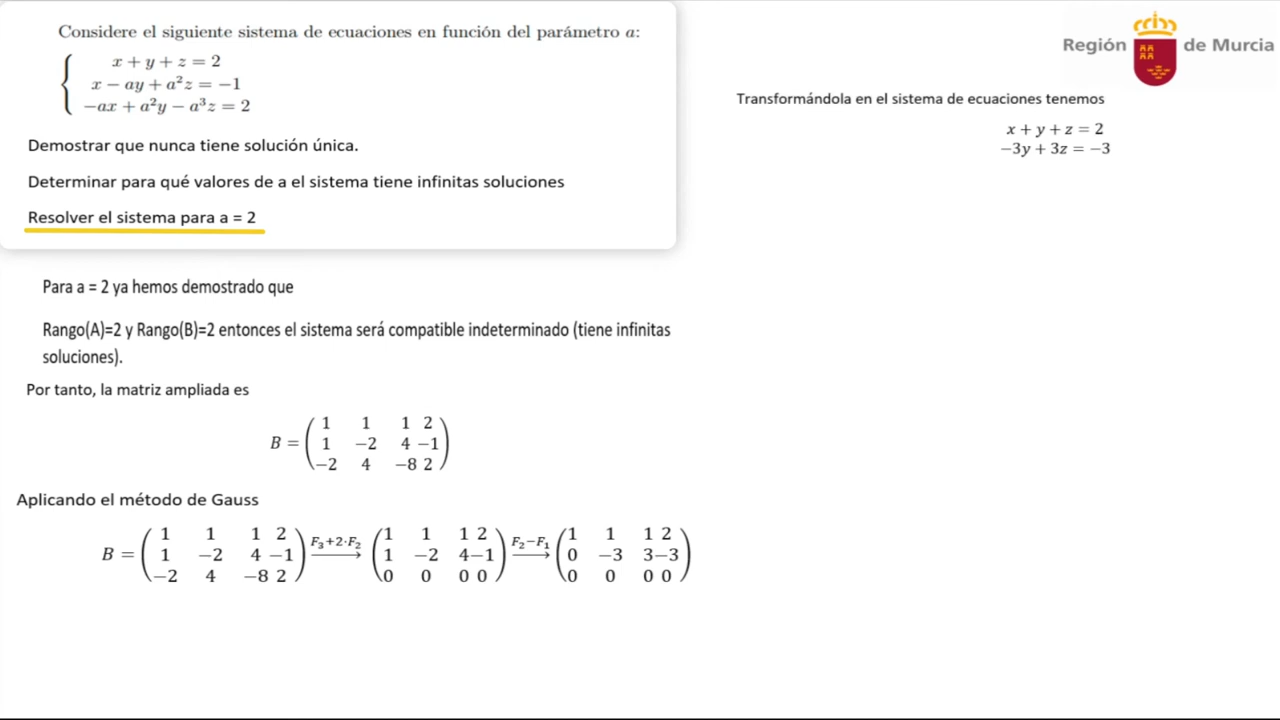 Considere el siguiente sistema de ecuaciones en función del parámetro a:
x + y + z = 2
x − ay + a²z = −1
−ax + a²y − a³z = 2
Demostrar que nunca tiene solución única.
Determinar para qué valores de a el sistema tiene infinitas soluciones
Resolver el sistema para a = 2
Para a = 2 ya hemos demostrado que
Rango(A)=2 y Rango(B)=2 entonces el sistema será compatible indeterminado (tiene infinitas
soluciones).
Por tanto, la matriz ampliada es
B = ( 1 1 1 2
1 −2 4 −1
−2 4 −8 2 )
Aplicando el método de Gauss
B = ( 1 1 1 2 ; 1 −2 4 −1 ; −2 4 −8 2 ) F₃+2·F₂ → ( 1 1 1 2 ; 1 −2 4 −1 ; 0 0 0 0 ) F₂−F₁ → ( 1 1 1 2 ; 0 −3 3 −3 ; 0 0 0 0 )
Región de Murcia
Transformándola en el sistema de ecuaciones tenemos
x + y + z = 2
−3y + 3z = −3